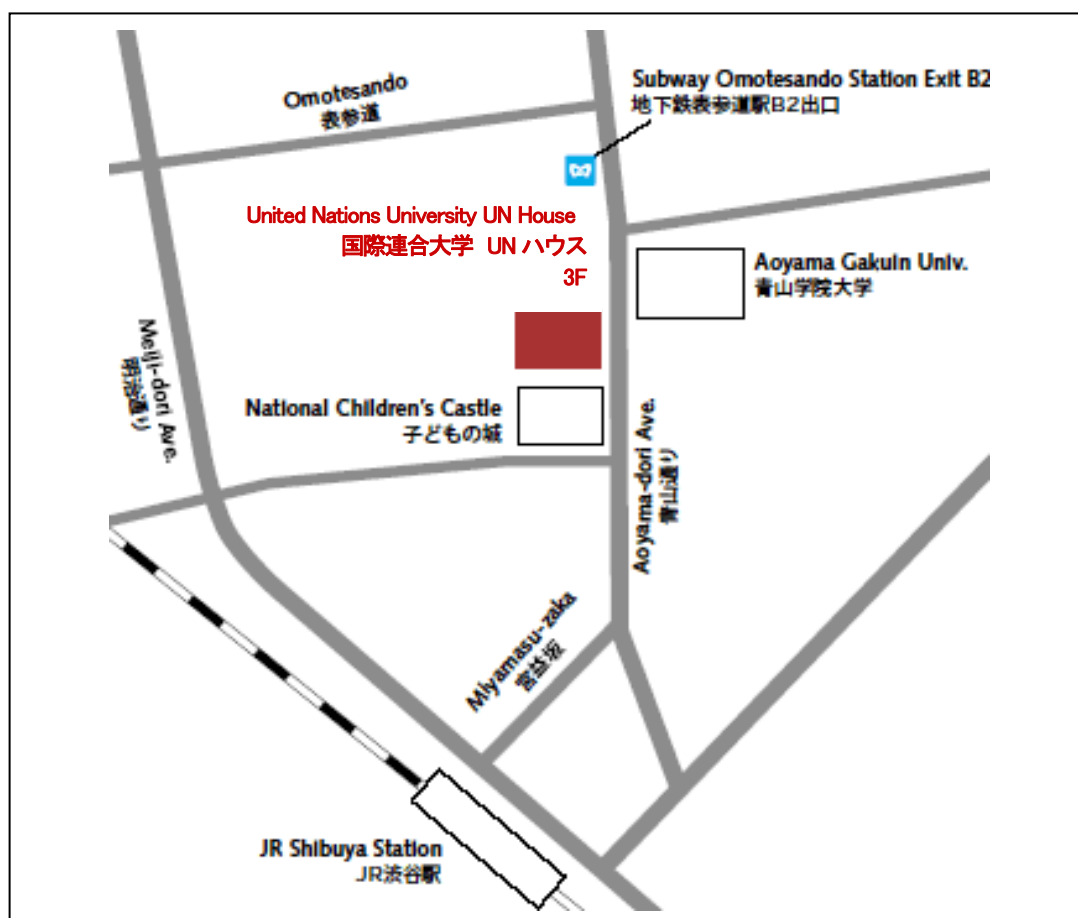 Omotesando
表参道
Subway Omotesando Station Exit B2
地下鉄表参道駅B2出口
United Nations University UN House
国際連合大学 UN ハウス
3F
Aoyama Gakuin Univ.
青山学院大学
Meiji-dori Ave.
明治通り
National Children's Castle
子どもの城
Aoyama-dori Ave.
青山通り
Miyamasu-zaka
宮益坂
JR Shibuya Station
JR渋谷駅